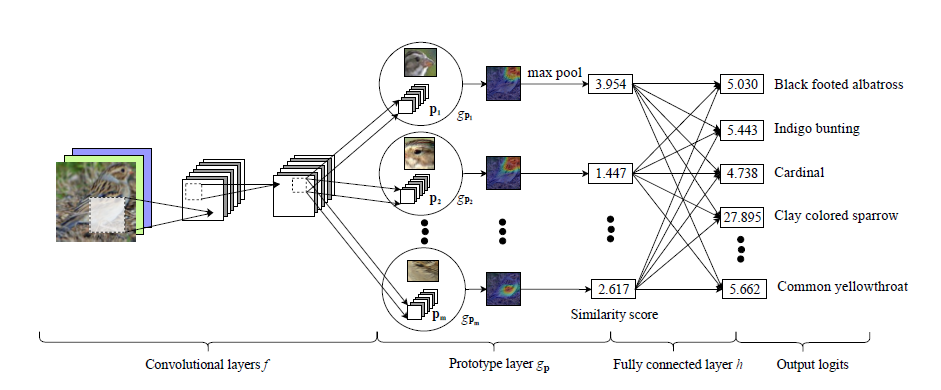 p1
gp1
max pool
3.954
5.030
Black footed albatross
5.443
Indigo bunting
p2
gp2
1.447
4.738
Cardinal
27.895
Clay colored sparrow
pm
gpm
2.617
5.662
Common yellowthroat
Similarity score
Convolutional layers f
Prototype layer gp
Fully connected layer h
Output logits